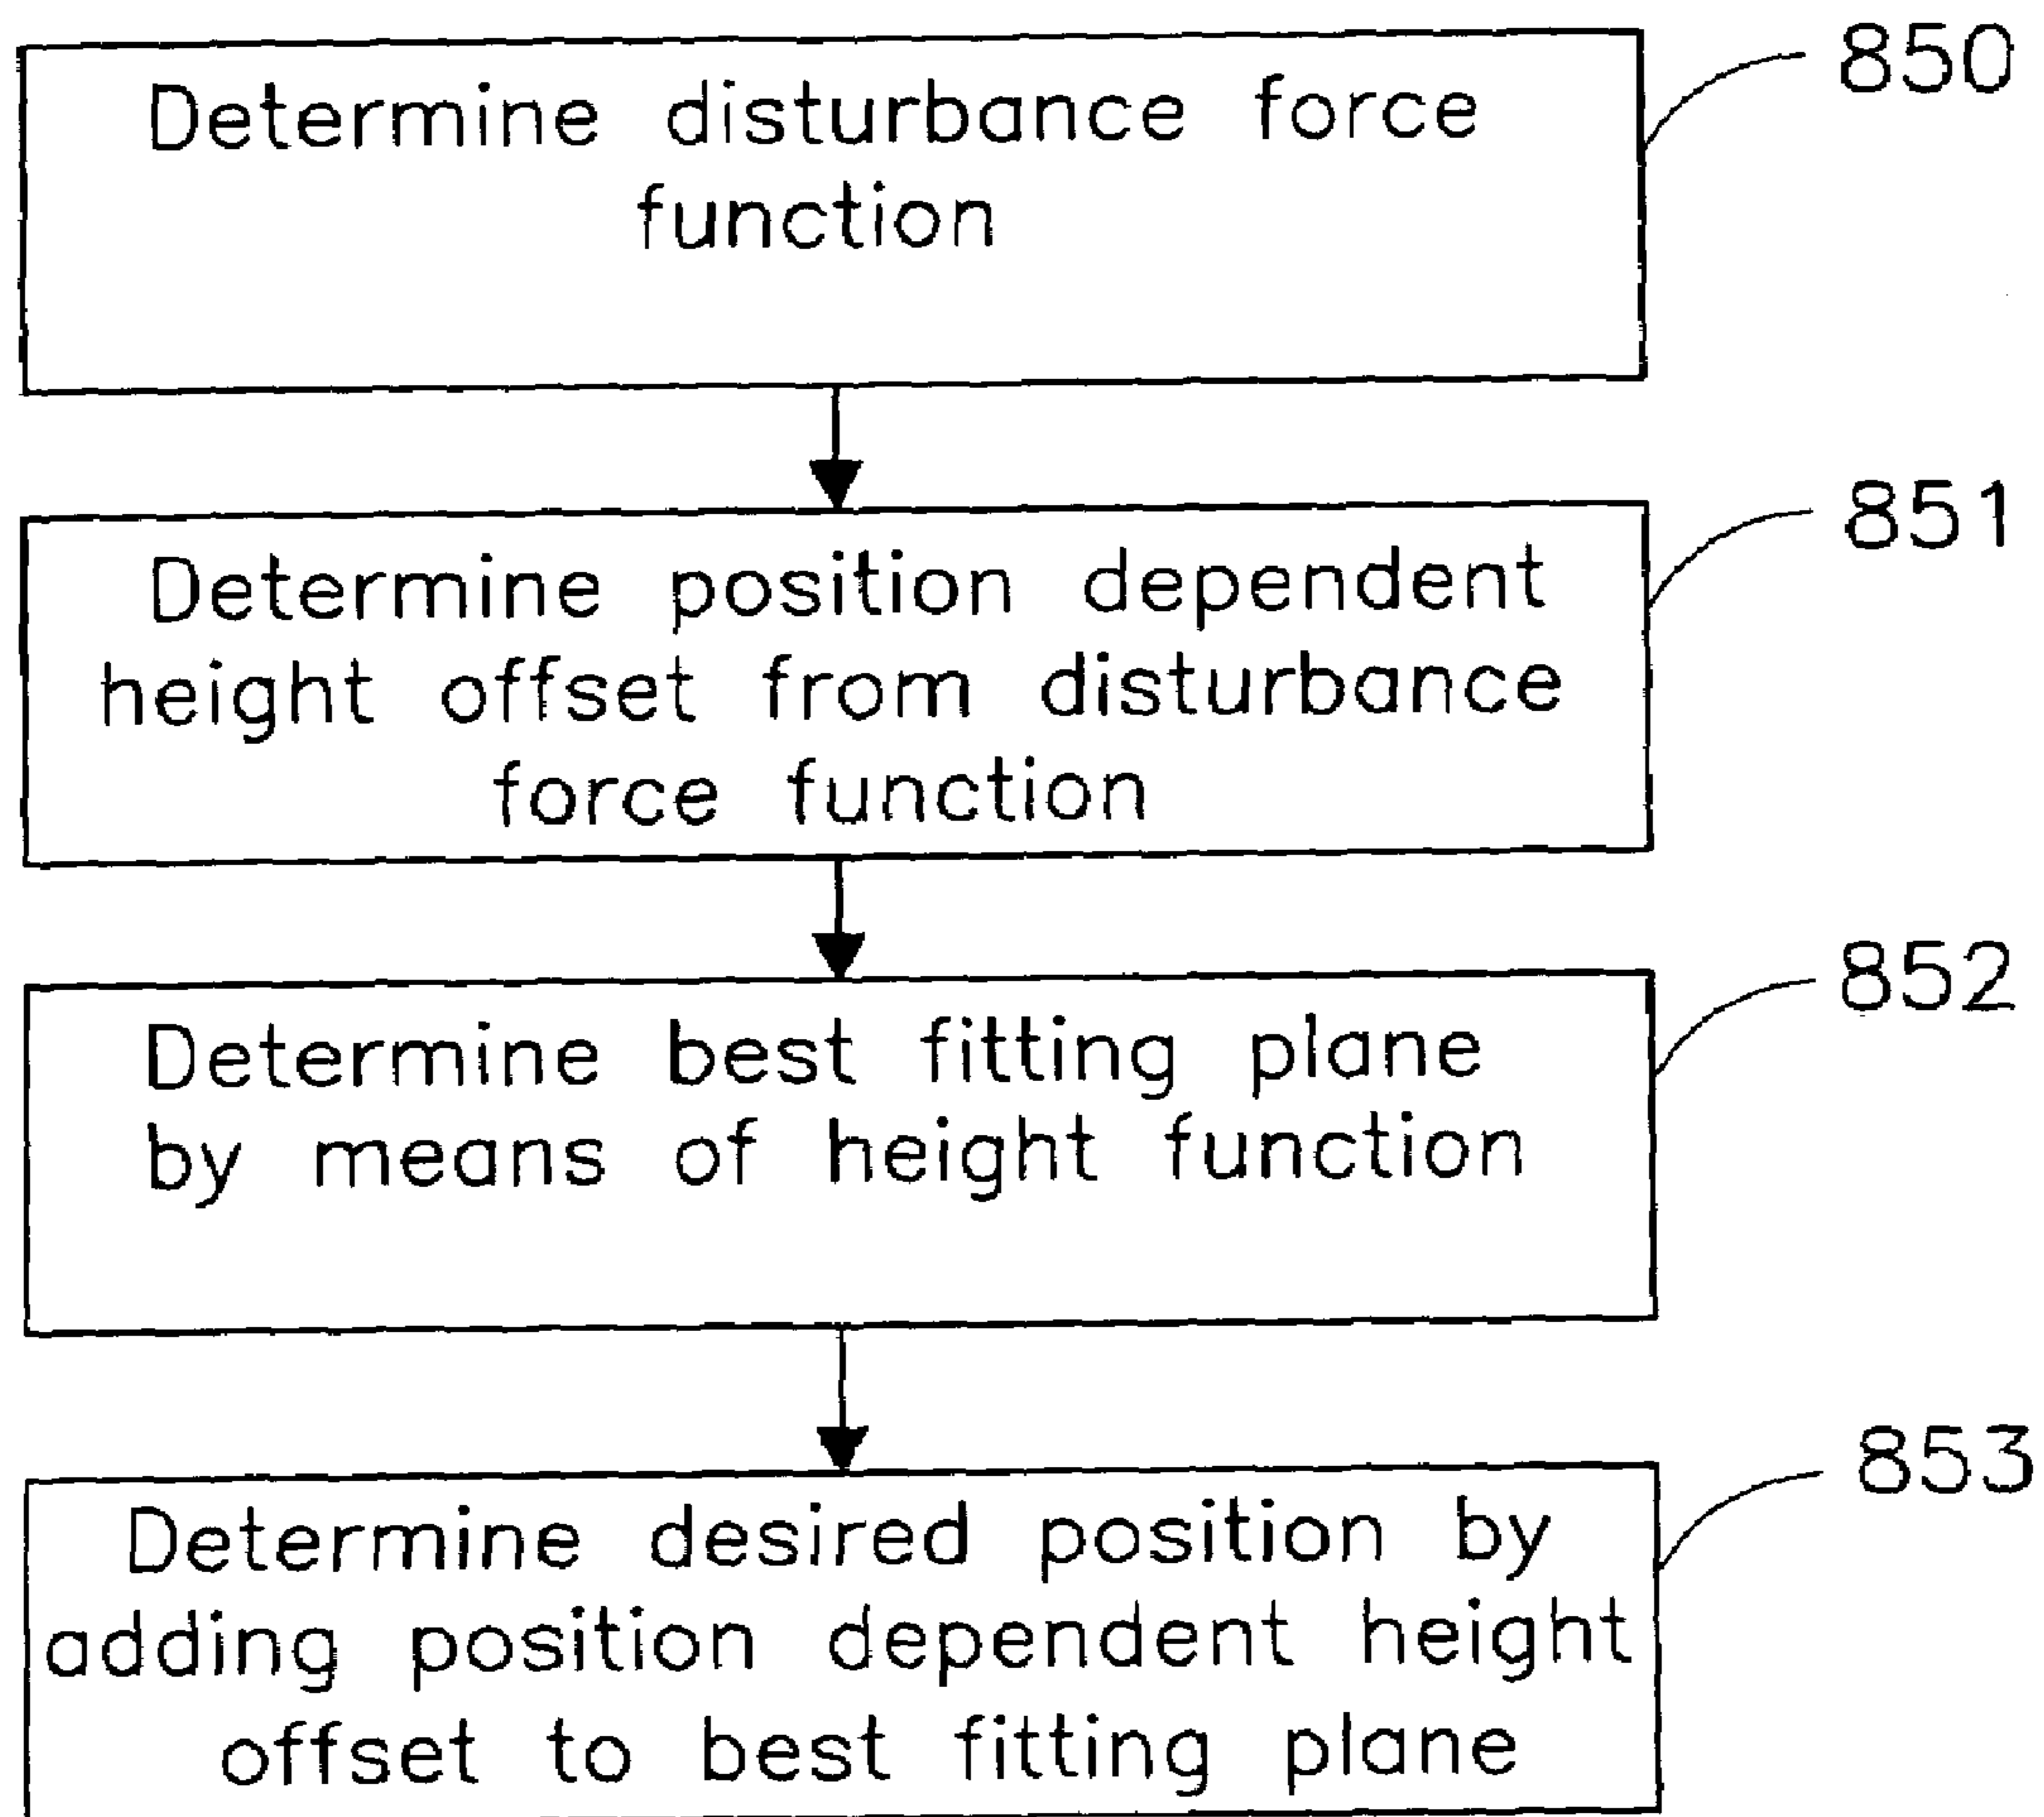 Determine disturbance force
function
850
Determine position dependent
height offset from disturbance
force function
851
Determine best fitting plane
by means of height function
852
Determine desired position by
adding position dependent height
offset to best fitting plane
853